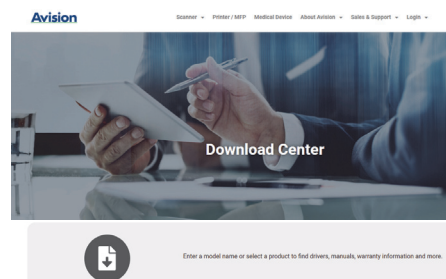 Avision
Scanner Printer / MFP Medical Device About Avision Sales & Support Login
Download Center
Enter a model name or select a product to find drivers, manuals, warranty information and more.